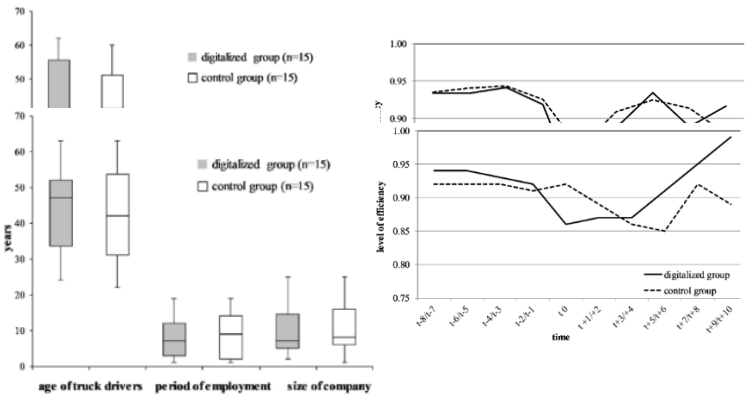 70
60
50
digitalized group (n=15)
control group (n=15)
70
60
50
40
30
20
10
0
years
digitalized group (n=15)
control group (n=15)
age of truck drivers
period of employment
size of company
1.00
0.95
0.90
1.00
0.95
0.90
0.85
0.80
0.75
level of efficiency
digitalized group
control group
t-8/t-7
t-6/t-5
t-4/t-3
t-2/t-1
t 0
t +1/+2
t+3/+4
t+5/t+6
t+7/t+8
t+9/t+10
time